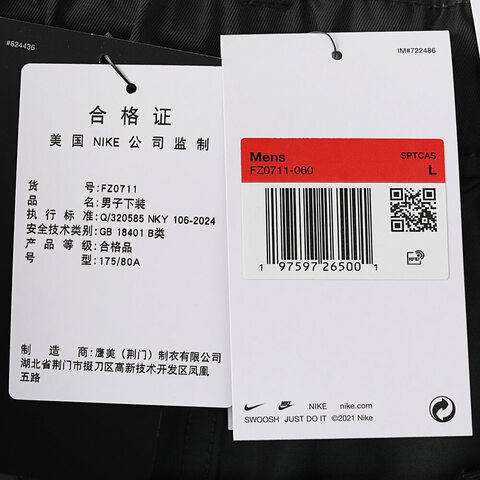 #624436
合格证
美国 NIKE 公司监制
货 号:FZ0711
品 名:男子下装
执行标准:Q/320585 NKY 106-2024
安全技术类别:GB 18401 B类
产品等级:合格品
号 型:175/80A
制 造 商:鹰美（荆门）制衣有限公司
湖北省荆门市掇刀区高新技术开发区凤凰
五路
IM#722486
Mens SPTCAS
FZ0711-060 L
1 97597 26500 1
RFID
NIKE nike.com
SWOOSH JUST DO IT ©2021 Nike